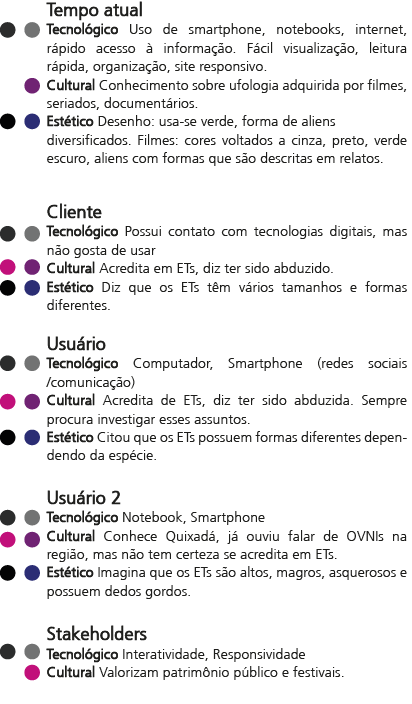 Tempo atual
Tecnológico Uso de smartphone, notebooks, internet,
rápido acesso à informação. Fácil visualização, leitura
rápida, organização, site responsivo.
Cultural Conhecimento sobre ufologia adquirida por filmes,
seriados, documentários.
Estético Desenho: usa-se verde, forma de aliens
diversificados. Filmes: cores voltados a cinza, preto, verde
escuro, aliens com formas que são descritas em relatos.
Cliente
Tecnológico Possui contato com tecnologias digitais, mas
não gosta de usar
Cultural Acredita em ETs, diz ter sido abduzido.
Estético Diz que os ETs têm vários tamanhos e formas
diferentes.
Usuário
Tecnológico Computador, Smartphone (redes sociais
/comunicação)
Cultural Acredita de ETs, diz ter sido abduzida. Sempre
procura investigar esses assuntos.
Estético Citou que os ETs possuem formas diferentes depen-
dendo da espécie.
Usuário 2
Tecnológico Notebook, Smartphone
Cultural Conhece Quixadá, já ouviu falar de OVNIs na
região, mas não tem certeza se acredita em ETs.
Estético Imagina que os ETs são altos, magros, asquerosos e
possuem dedos gordos.
Stakeholders
Tecnológico Interatividade, Responsividade
Cultural Valorizam patrimônio público e festivais.